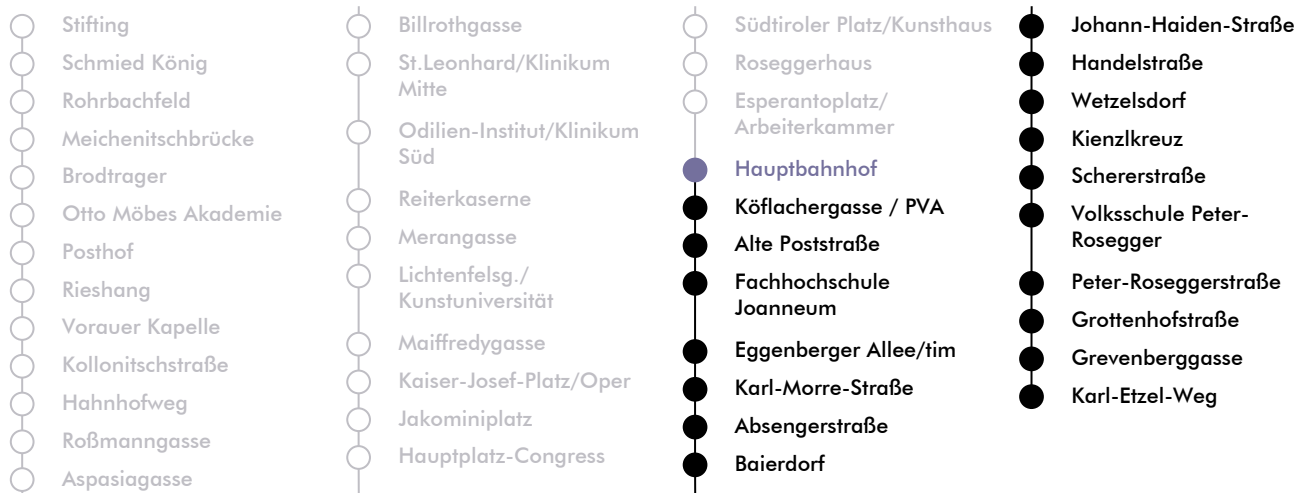 Stifting
Schmied König
Rohrbachfeld
Meichenitschbrücke
Brodtrager
Otto Möbes Akademie
Posthof
Rieshang
Vorauer Kapelle
Kollonitschstraße
Hahnhofweg
Roßmanngasse
Aspasiagasse
Billrothgasse
St.Leonhard/Klinikum
Mitte
Odilien-Institut/Klinikum
Süd
Reiterkaserne
Merangasse
Lichtenfelsg./
Kunstuniversität
Maiffredygasse
Kaiser-Josef-Platz/Oper
Jakominiplatz
Hauptplatz-Congress
Südtiroler Platz/Kunsthaus
Roseggerhaus
Esperantoplatz/
Arbeiterkammer
Hauptbahnhof
Köflachergasse / PVA
Alte Poststraße
Fachhochschule
Joanneum
Eggenberger Allee/tim
Karl-Morre-Straße
Absengerstraße
Baierdorf
Johann-Haiden-Straße
Handelstraße
Wetzelsdorf
Kienzlkreuz
Schererstraße
Volksschule Peter-
Rosegger
Peter-Roseggerstraße
Grottenhofstraße
Grevenberggasse
Karl-Etzel-Weg